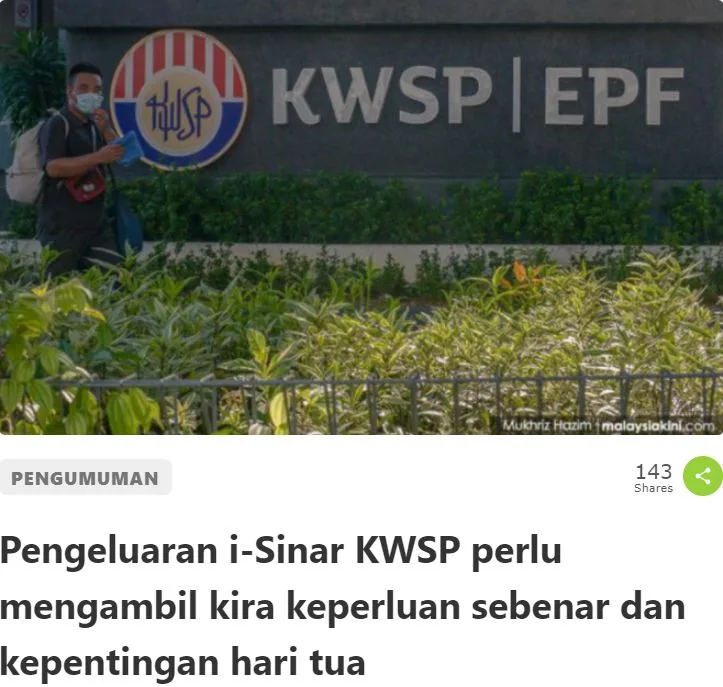 KWSP
KWSP | EPF
Mukhriz Hazim | malaysiakini.com
PENGUMUMAN
143
Shares
Pengeluaran i-Sinar KWSP perlu
mengambil kira keperluan sebenar dan
kepentingan hari tua